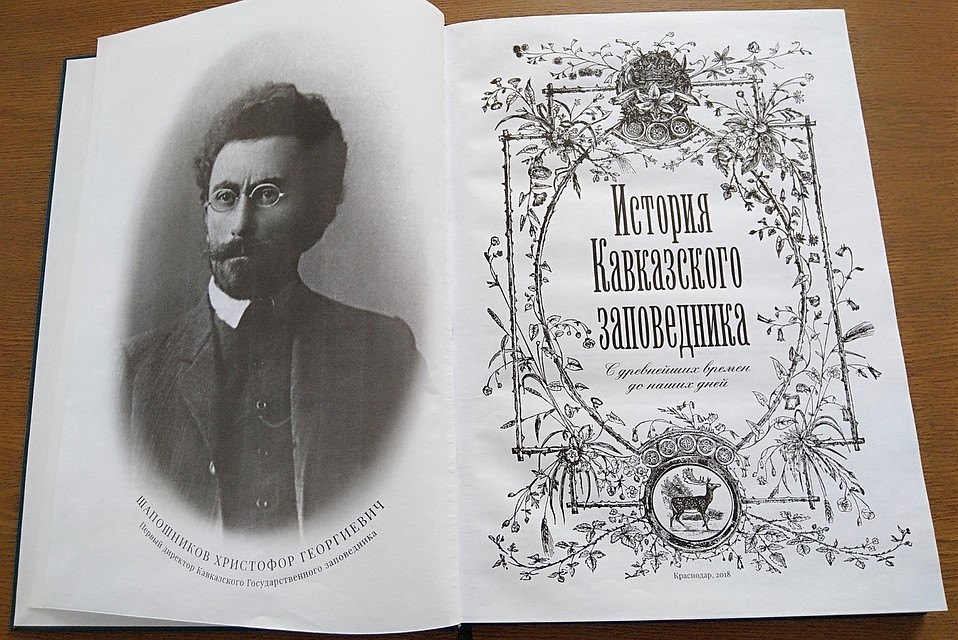 ШАПОШНИКОВ ХРИСТОФОР ГЕОРГИЕВИЧ
Первый директор Кавказского Государственного заповедника
История
Кавказского
заповедника
С древнейших времен
до наших дней
Краснодар, 2018